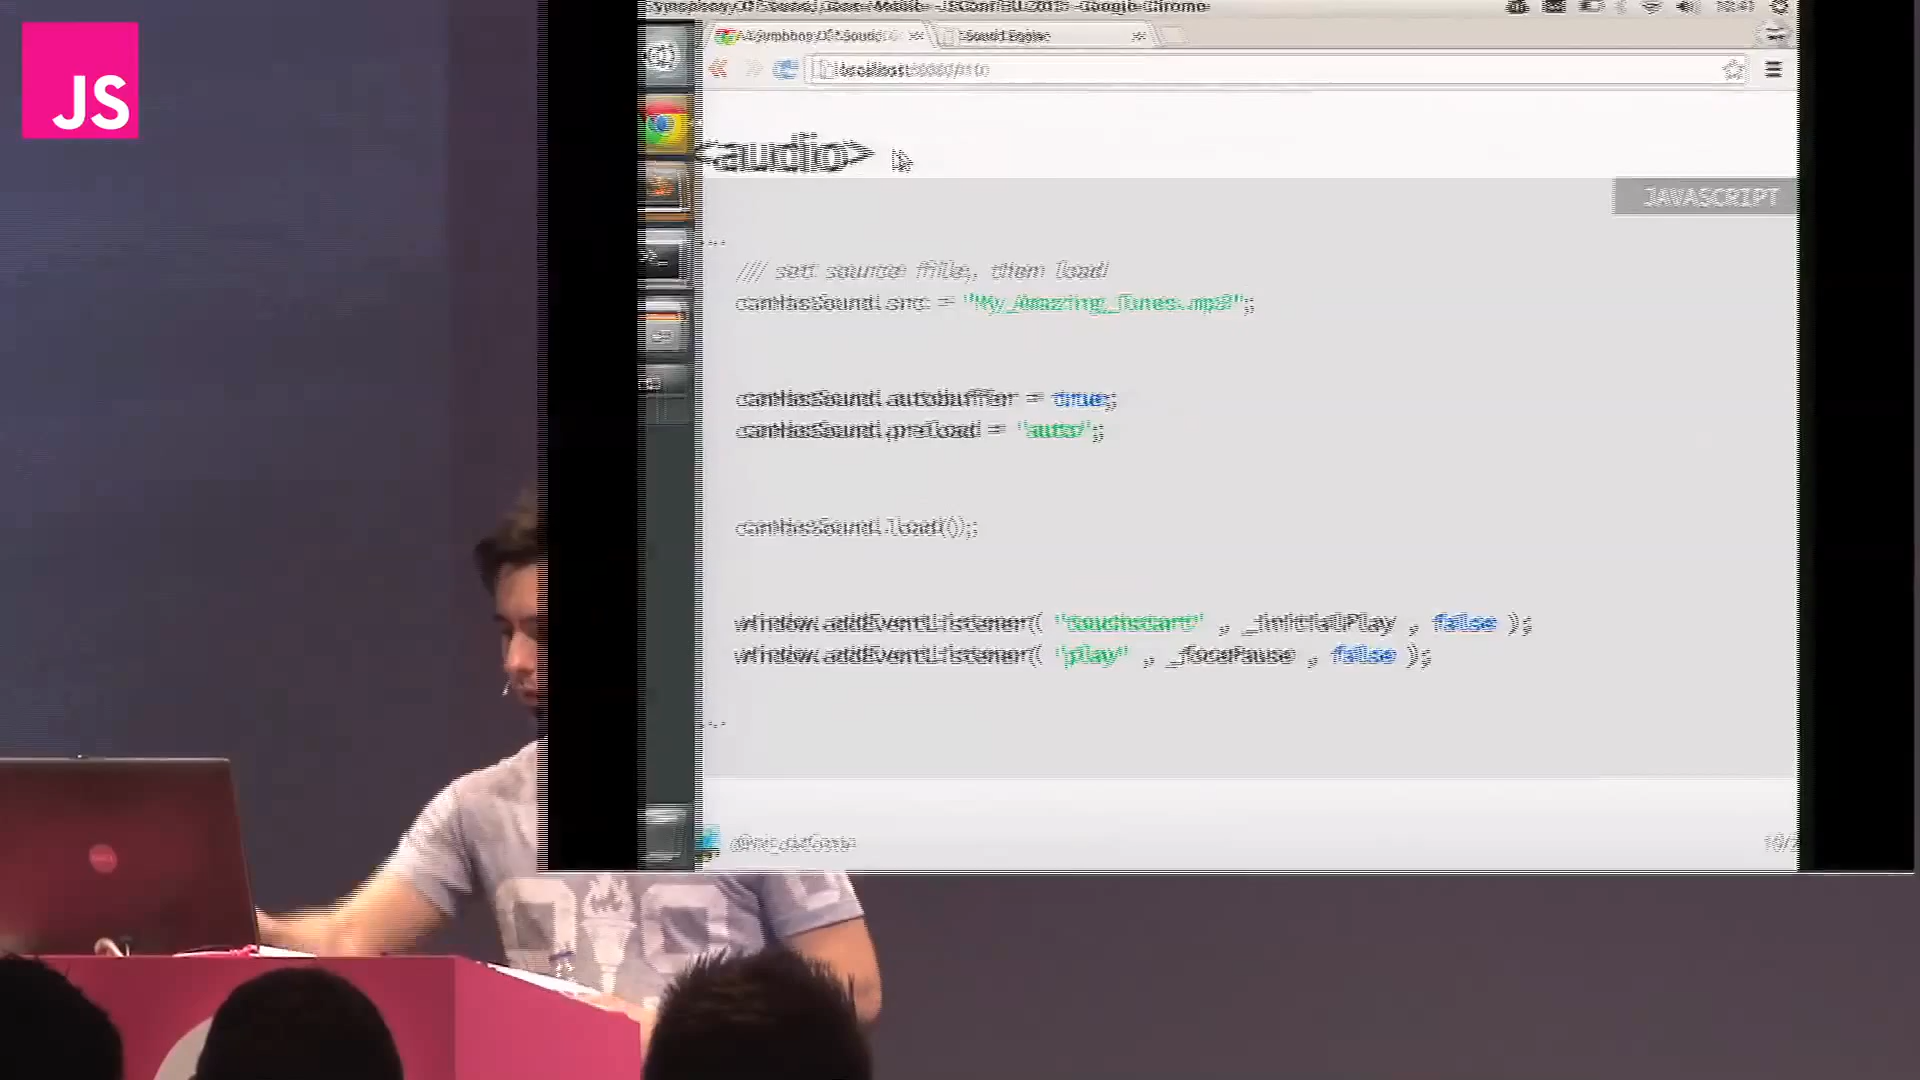 JS
<audio>
JAVASCRIPT
...
/// set source file, then load
canHasSound.src = "My_Amazing_Tunes.mp3";
canHasSound.autobuffer = true;
canHasSound.preload = 'auto';
canHasSound.load();
window.addEventListener( 'touchstart' , _initialPlay , false );
window.addEventListener( 'play' , _forcePause , false );
...